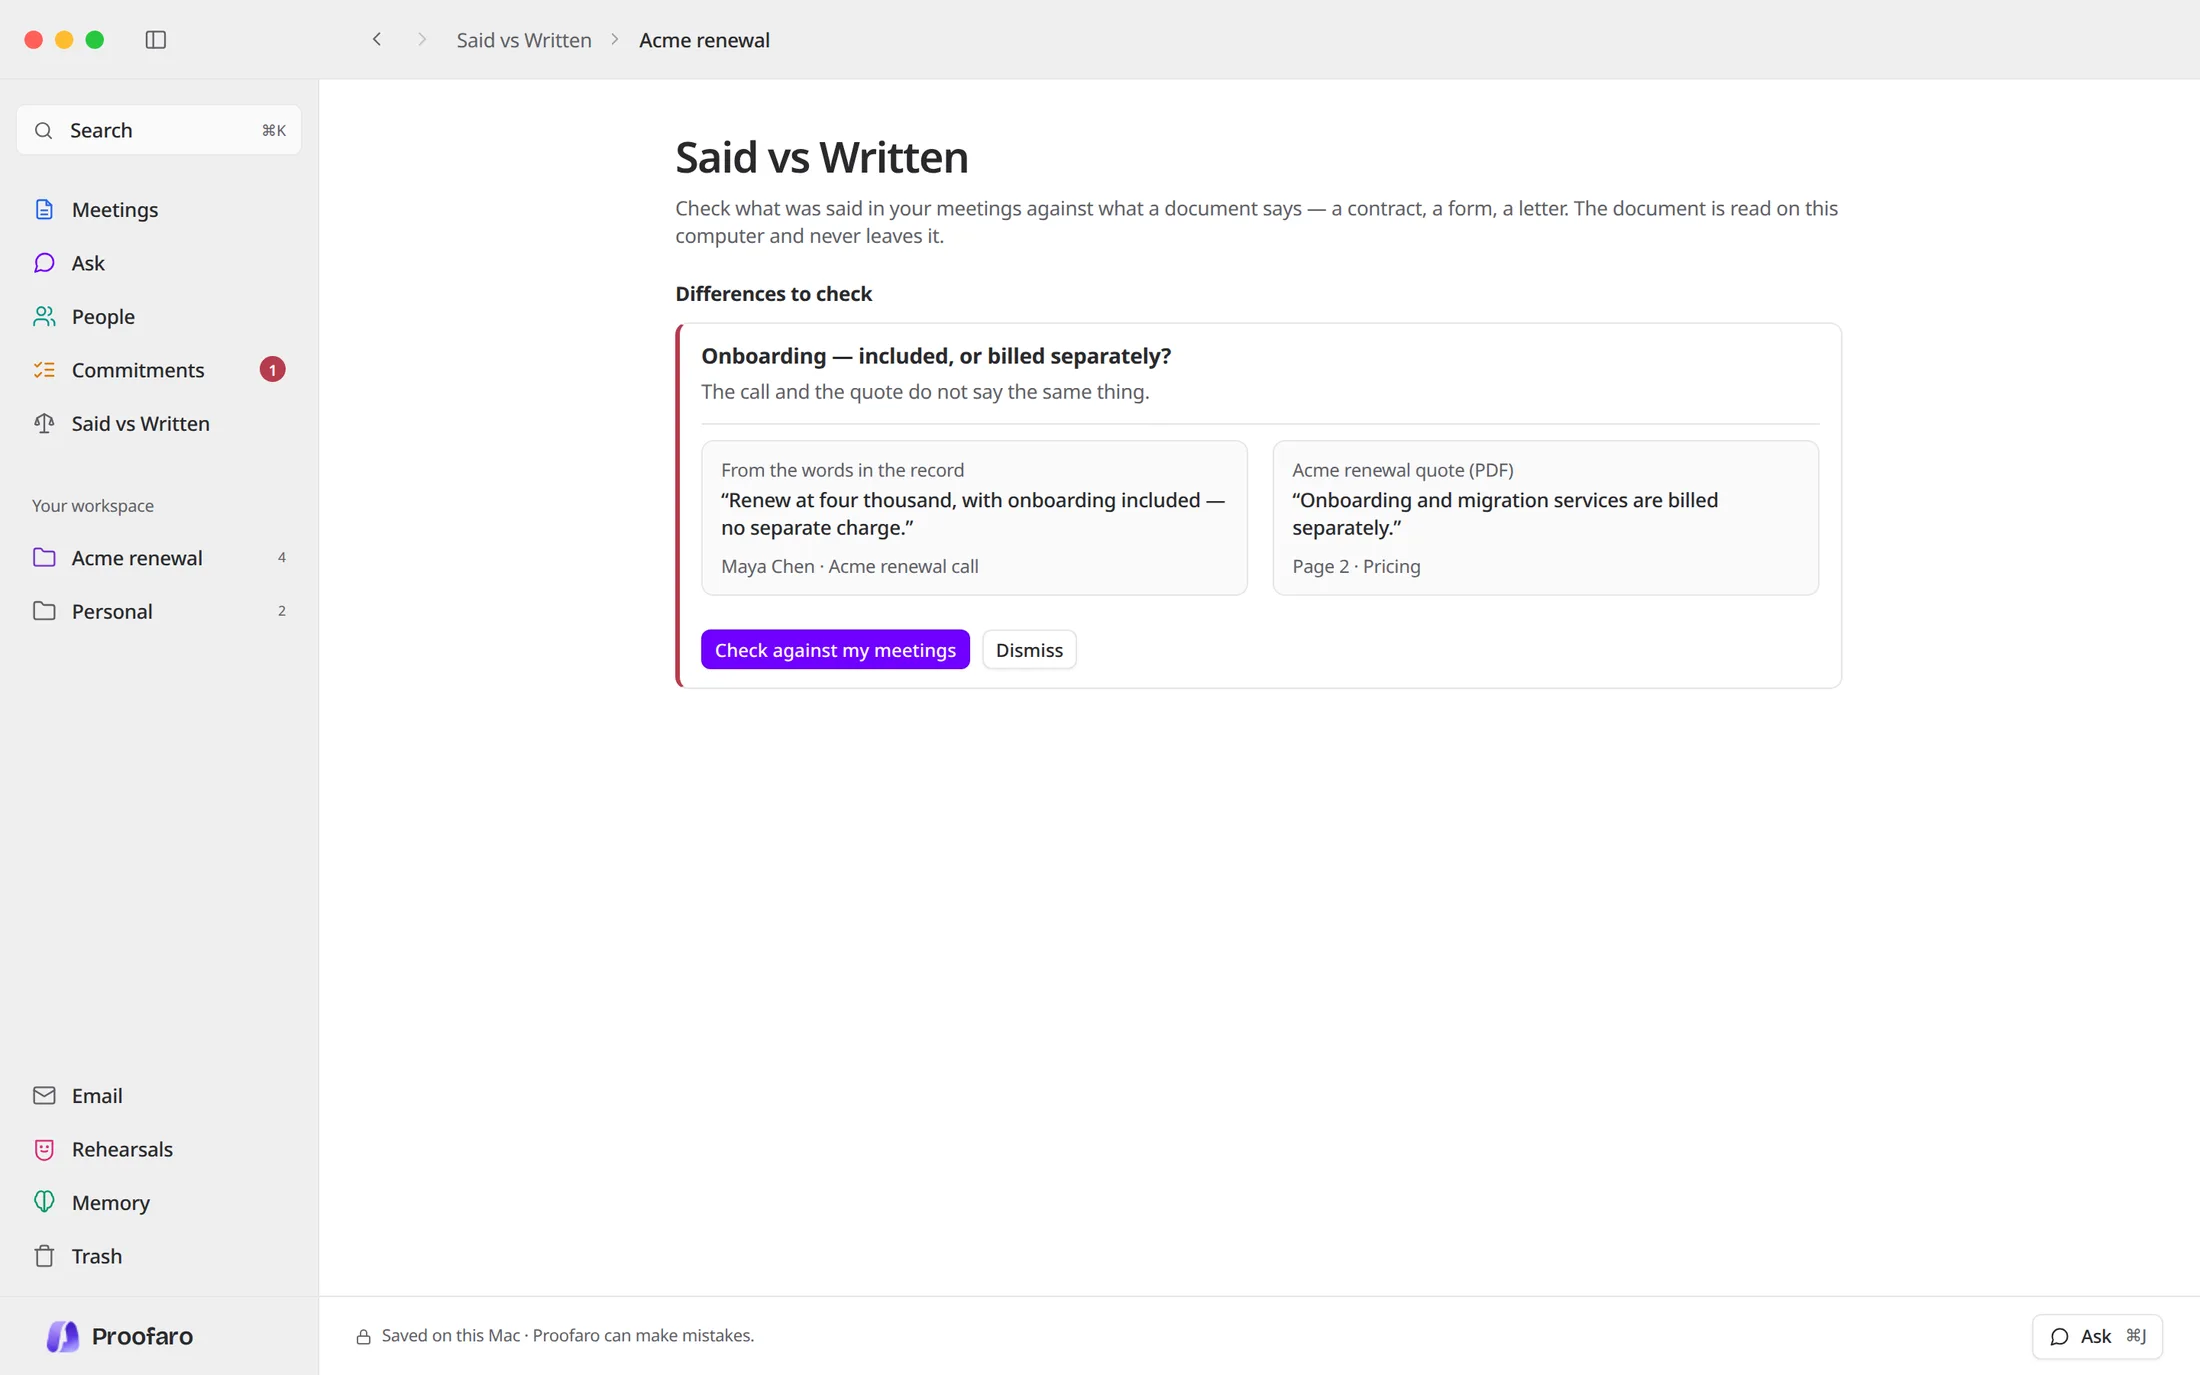 Said vs Written > Acme renewal
Search ⌘K
Meetings
Ask
People
Commitments 1
Said vs Written
Your workspace
Acme renewal 4
Personal 2
Email
Rehearsals
Memory
Trash
Proofaro
Said vs Written
Check what was said in your meetings against what a document says — a contract, a form, a letter. The document is read on this
computer and never leaves it.
Differences to check
Onboarding — included, or billed separately?
The call and the quote do not say the same thing.
From the words in the record
“Renew at four thousand, with onboarding included —
no separate charge.”
Maya Chen · Acme renewal call
Acme renewal quote (PDF)
“Onboarding and migration services are billed
separately.”
Page 2 · Pricing
Check against my meetings
Dismiss
Saved on this Mac · Proofaro can make mistakes.
Ask ⌘J